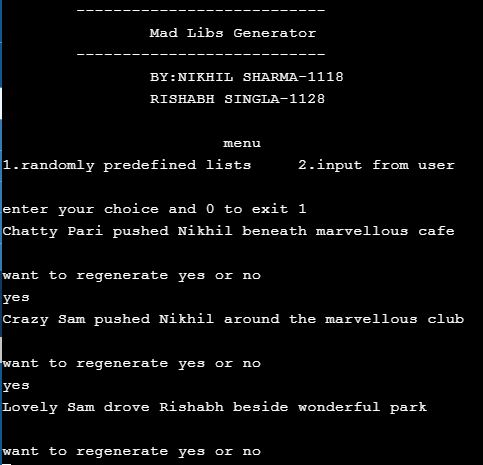 ---------------------------
Mad Libs Generator
---------------------------
BY:NIKHIL SHARMA-1118
RISHABH SINGLA-1128
menu
1.randomly predefined lists     2.input from user
enter your choice and 0 to exit 1
Chatty Pari pushed Nikhil beneath marvellous cafe
want to regenerate yes or no
yes
Crazy Sam pushed Nikhil around the marvellous club
want to regenerate yes or no
yes
Lovely Sam drove Rishabh beside wonderful park
want to regenerate yes or no